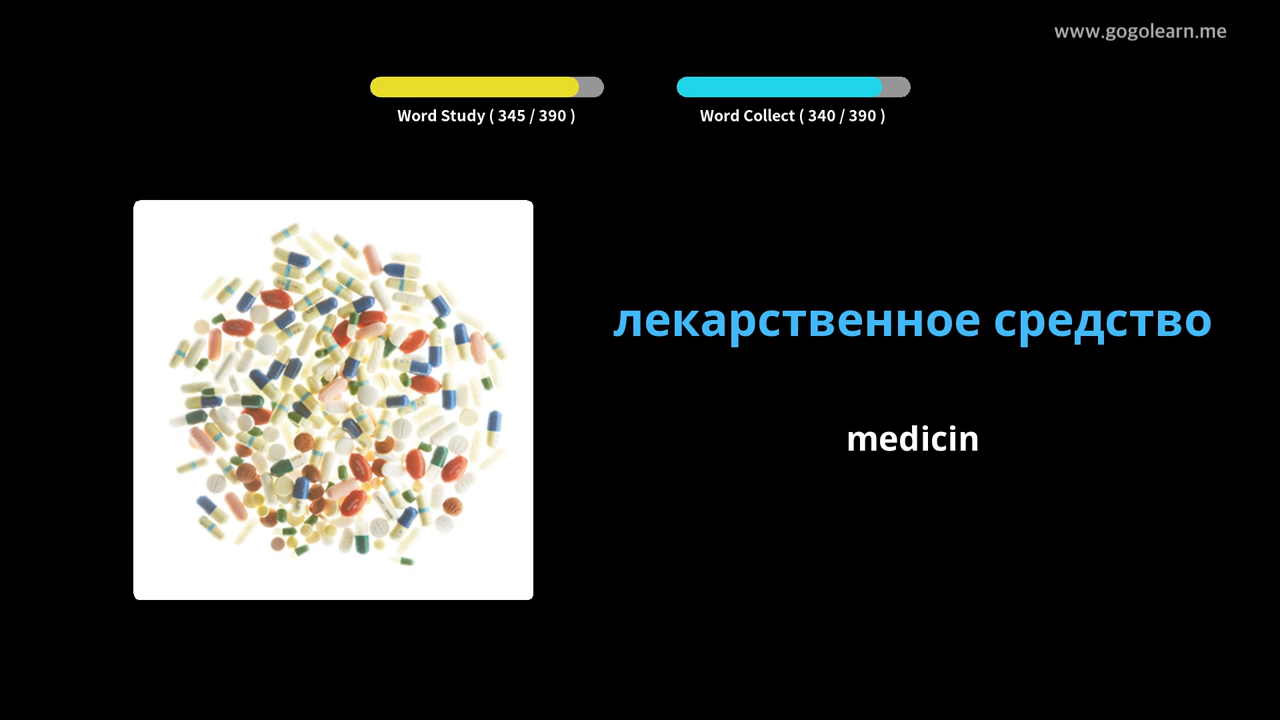 www.gogolearn.me
Word Study ( 345 / 390 )
Word Collect ( 340 / 390 )
лекарственное средство
medicin